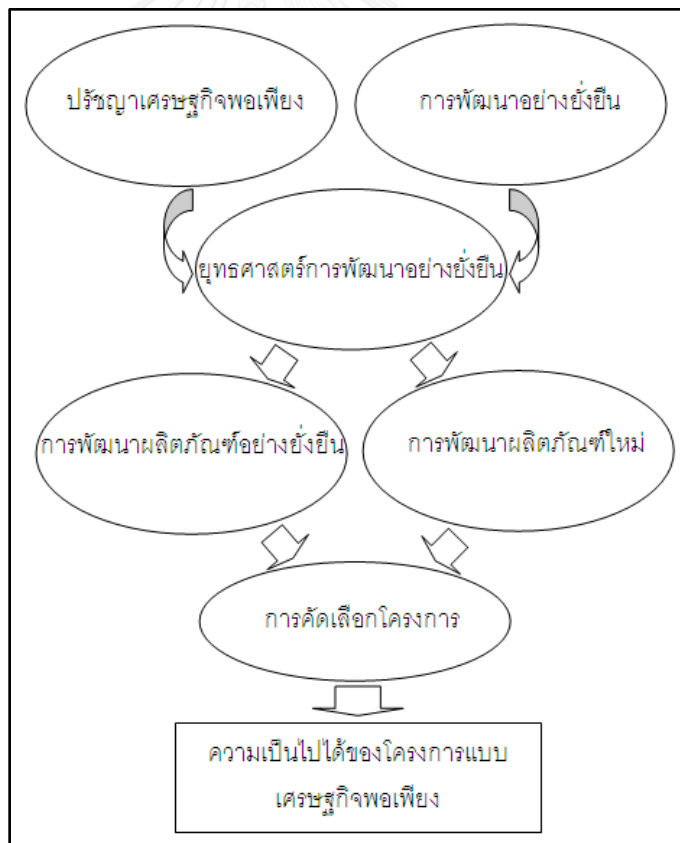 ปรัชญาเศรษฐกิจพอเพียง
การพัฒนาอย่างยั่งยืน
ยุทธศาสตร์การพัฒนาอย่างยั่งยืน
การพัฒนาผลิตภัณฑ์อย่างยั่งยืน
การพัฒนาผลิตภัณฑ์ใหม่
การคัดเลือกโครงการ
ความเป็นไปได้ของโครงการแบบ
เศรษฐกิจพอเพียง